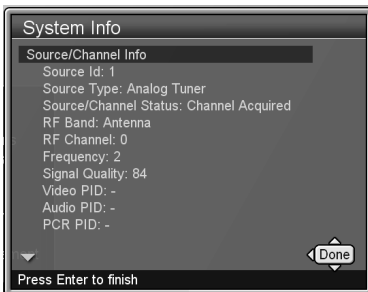 System Info
Source/Channel Info
Source Id: 1
Source Type: Analog Tuner
Source/Channel Status: Channel Acquired
RF Band: Antenna
RF Channel: 0
Frequency: 2
Signal Quality: 84
Video PID: -
Audio PID: -
PCR PID: -
Done
Press Enter to finish